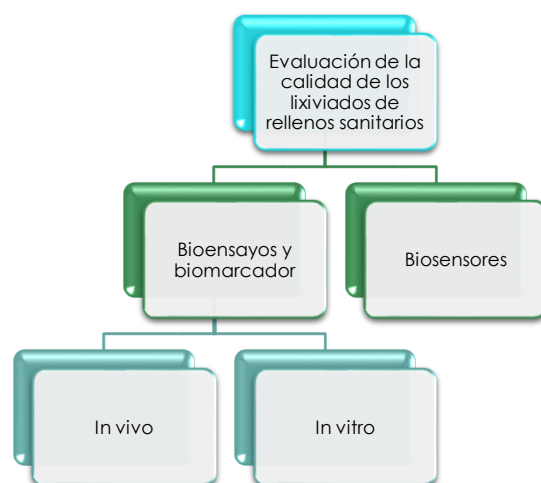 Evaluación de la
calidad de los
lixiviados de
rellenos sanitarios
Bioensayos y
biomarcador
Biosensores
In vivo
In vitro